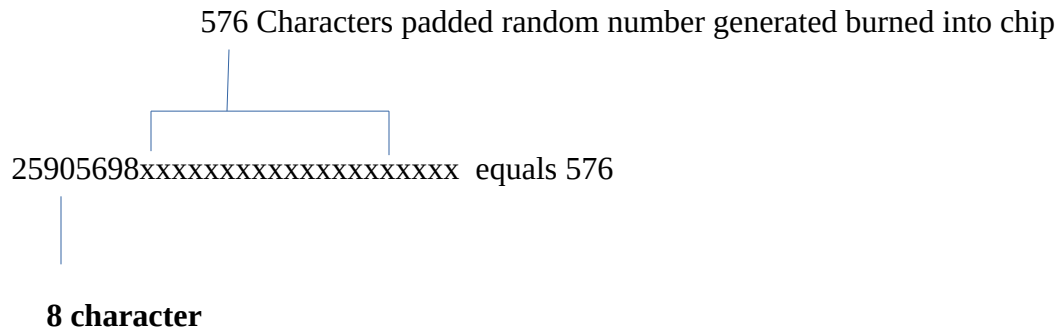 576 Characters padded random number generated burned into chip
25905698xxxxxxxxxxxxxxxxxxxx equals 576
8 character